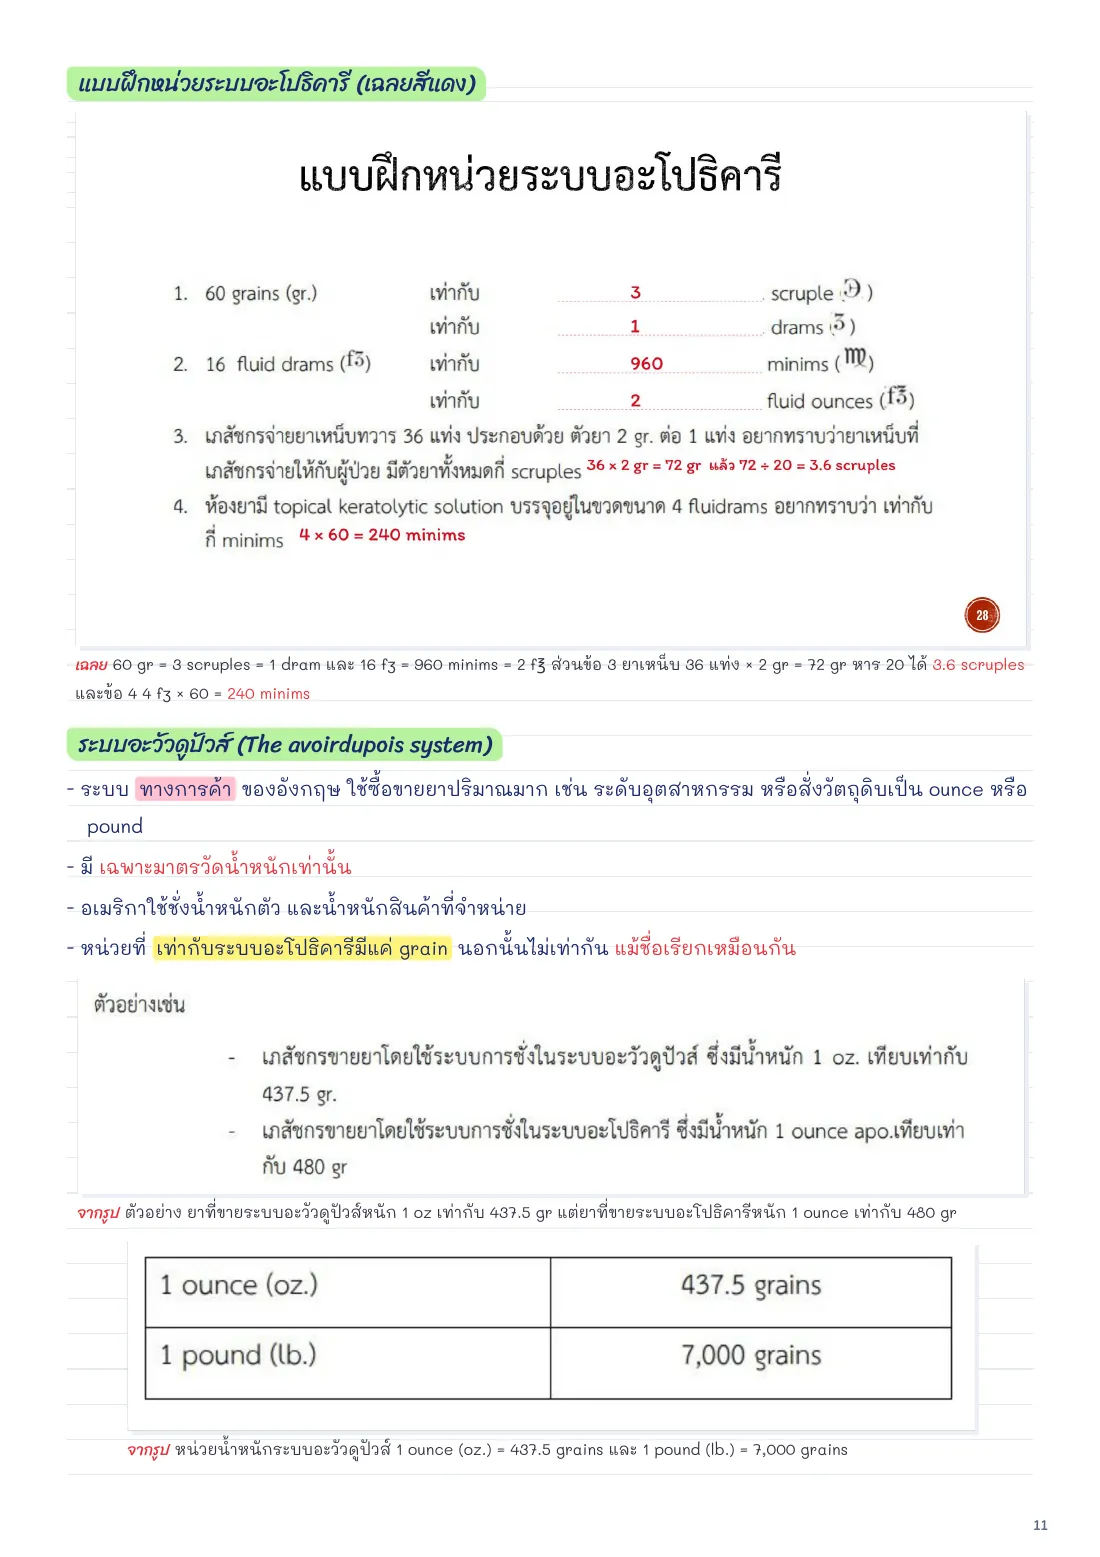 แบบฝึกหน่วยระบบอะโปธิคารี (เฉลยสีแดง)
แบบฝึกหน่วยระบบอะโปธิคารี
1. 60 grains (gr.) เท่ากับ 3 scruple (℈ )
เท่ากับ 1 drams (ʒ )
2. 16 fluid drams (fʒ) เท่ากับ 960 minims (♏)
เท่ากับ 2 fluid ounces (f℥)
3. เภสัชกรจ่ายยาเหน็บทวาร 36 แท่ง ประกอบด้วย ตัวยา 2 gr. ต่อ 1 แท่ง อยากทราบว่ายาเหน็บที่
เภสัชกรจ่ายให้กับผู้ป่วย มีตัวยาทั้งหมดกี่ scruples 36 × 2 gr = 72 gr แล้ว 72 ÷ 20 = 3.6 scruples
4. ห้องยามี topical keratolytic solution บรรจุอยู่ในขวดขนาด 4 fluidrams อยากทราบว่า เท่ากับ
กี่ minims 4 × 60 = 240 minims
28
เฉลย 60 gr = 3 scruples = 1 dram และ 16 fʒ = 960 minims = 2 f℥ ส่วนข้อ 3 ยาเหน็บ 36 แท่ง × 2 gr = 72 gr หาร 20 ได้ 3.6 scruples
และข้อ 4 4 fʒ × 60 = 240 minims
ระบบอะวัวดูปัวส์ (The avoirdupois system)
- ระบบ ทางการค้า ของอังกฤษ ใช้ซื้อขายยาปริมาณมาก เช่น ระดับอุตสาหกรรม หรือสั่งวัตถุดิบเป็น ounce หรือ
pound
- มี เฉพาะมาตรวัดน้ำหนักเท่านั้น
- อเมริกาใช้ชั่งน้ำหนักตัว และน้ำหนักสินค้าที่จำหน่าย
- หน่วยที่ เท่ากับระบบอะโปธิคารีมีแค่ grain นอกนั้นไม่เท่ากัน แม้ชื่อเรียกเหมือนกัน
ตัวอย่างเช่น
- เภสัชกรขายยาโดยใช้ระบบการชั่งในระบบอะวัวดูปัวส์ ซึ่งมีน้ำหนัก 1 oz. เทียบเท่ากับ
437.5 gr.
- เภสัชกรขายยาโดยใช้ระบบการชั่งในระบบอะโปธิคารี ซึ่งมีน้ำหนัก 1 ounce apo.เทียบเท่า
กับ 480 gr
จากรูป ตัวอย่าง ยาที่ขายระบบอะวัวดูปัวส์หนัก 1 oz เท่ากับ 437.5 gr แต่ยาที่ขายระบบอะโปธิคารีหนัก 1 ounce เท่ากับ 480 gr
1 ounce (oz.) 437.5 grains
1 pound (lb.) 7,000 grains
จากรูป หน่วยน้ำหนักระบบอะวัวดูปัวส์ 1 ounce (oz.) = 437.5 grains และ 1 pound (lb.) = 7,000 grains
11